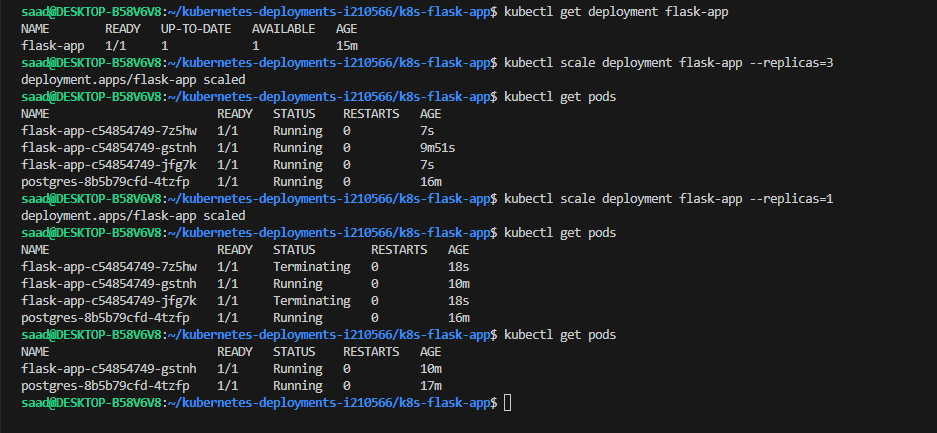 saad@DESKTOP-B58V6V8:~/kubernetes-deployments-i210566/k8s-flask-app$ kubectl get deployment flask-app
NAME READY UP-TO-DATE AVAILABLE AGE
flask-app 1/1 1 1 15m
saad@DESKTOP-B58V6V8:~/kubernetes-deployments-i210566/k8s-flask-app$ kubectl scale deployment flask-app --replicas=3
deployment.apps/flask-app scaled
saad@DESKTOP-B58V6V8:~/kubernetes-deployments-i210566/k8s-flask-app$ kubectl get pods
NAME READY STATUS RESTARTS AGE
flask-app-c54854749-7z5hw 1/1 Running 0 7s
flask-app-c54854749-gstnh 1/1 Running 0 9m51s
flask-app-c54854749-jfg7k 1/1 Running 0 7s
postgres-8b5b79cfd-4tzfp 1/1 Running 0 16m
saad@DESKTOP-B58V6V8:~/kubernetes-deployments-i210566/k8s-flask-app$ kubectl scale deployment flask-app --replicas=1
deployment.apps/flask-app scaled
saad@DESKTOP-B58V6V8:~/kubernetes-deployments-i210566/k8s-flask-app$ kubectl get pods
NAME READY STATUS RESTARTS AGE
flask-app-c54854749-7z5hw 1/1 Terminating 0 18s
flask-app-c54854749-gstnh 1/1 Running 0 10m
flask-app-c54854749-jfg7k 1/1 Terminating 0 18s
postgres-8b5b79cfd-4tzfp 1/1 Running 0 16m
saad@DESKTOP-B58V6V8:~/kubernetes-deployments-i210566/k8s-flask-app$ kubectl get pods
NAME READY STATUS RESTARTS AGE
flask-app-c54854749-gstnh 1/1 Running 0 10m
postgres-8b5b79cfd-4tzfp 1/1 Running 0 17m
saad@DESKTOP-B58V6V8:~/kubernetes-deployments-i210566/k8s-flask-app$